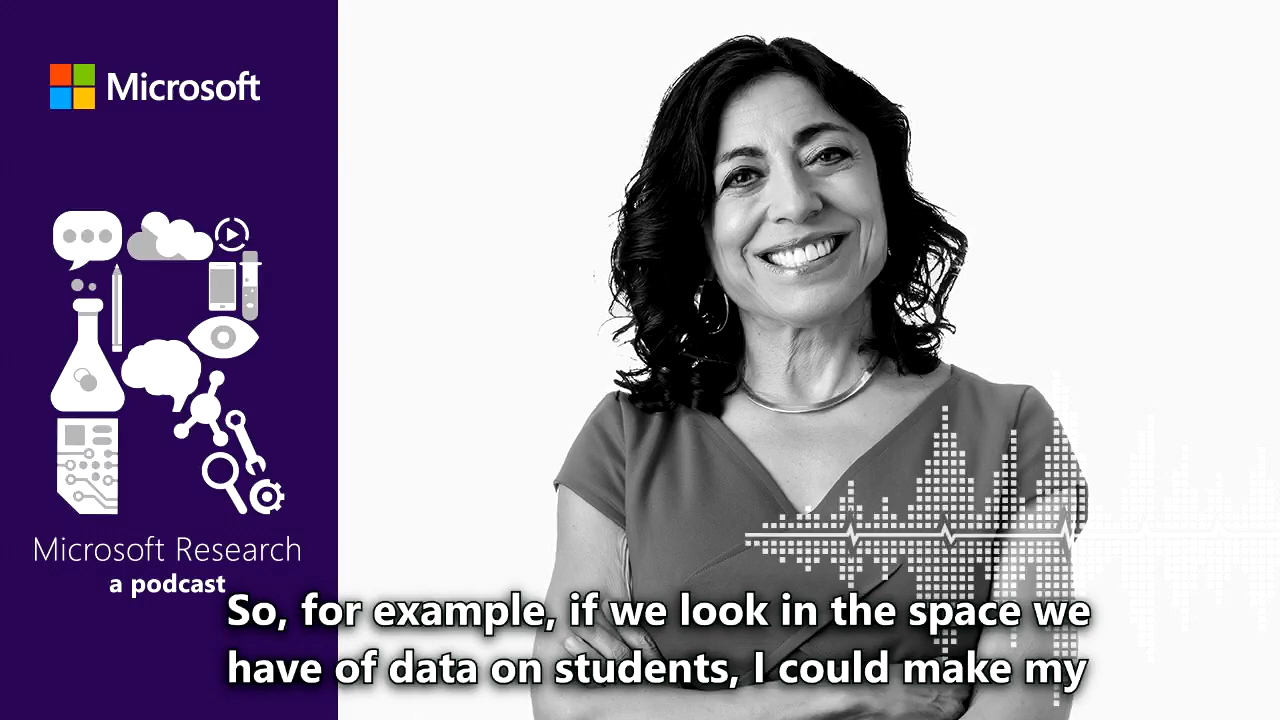 Microsoft
Microsoft Research
a podcast
So, for example, if we look in the space we
have of data on students, I could make my